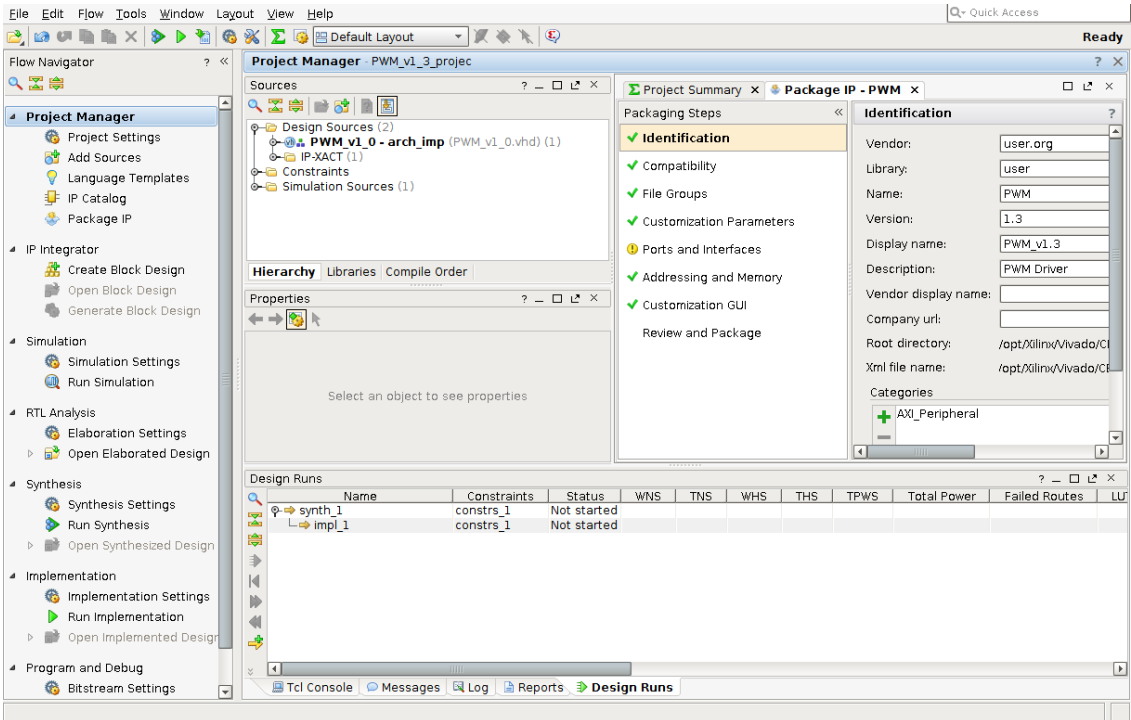 File Edit Flow Tools Window Layout View Help
Quick Access
Default Layout
Ready
Flow Navigator ? «
Project Manager
Project Settings
Add Sources
Language Templates
IP Catalog
Package IP
IP Integrator
Create Block Design
Open Block Design
Generate Block Design
Simulation
Simulation Settings
Run Simulation
RTL Analysis
Elaboration Settings
Open Elaborated Design
Synthesis
Synthesis Settings
Run Synthesis
Open Synthesized Design
Implementation
Implementation Settings
Run Implementation
Open Implemented Design
Program and Debug
Bitstream Settings
Project Manager - PWM_v1_3_projec
Sources
Design Sources (2)
PWM_v1_0 - arch_imp (PWM_v1_0.vhd) (1)
IP-XACT (1)
Constraints
Simulation Sources (1)
Hierarchy Libraries Compile Order
Properties
Select an object to see properties
Project Summary × Package IP - PWM ×
Packaging Steps «
Identification
Compatibility
File Groups
Customization Parameters
Ports and Interfaces
Addressing and Memory
Customization GUI
Review and Package
Identification ?
Vendor: user.org
Library: user
Name: PWM
Version: 1.3
Display name: PWM_v1.3
Description: PWM Driver
Vendor display name:
Company url:
Root directory: /opt/Xilinx/Vivado/CI
Xml file name: /opt/Xilinx/Vivado/CI
Categories
AXI_Peripheral
Design Runs
Name Constraints Status WNS TNS WHS THS TPWS Total Power Failed Routes LUT
synth_1 constrs_1 Not started
impl_1 constrs_1 Not started
Tcl Console Messages Log Reports Design Runs